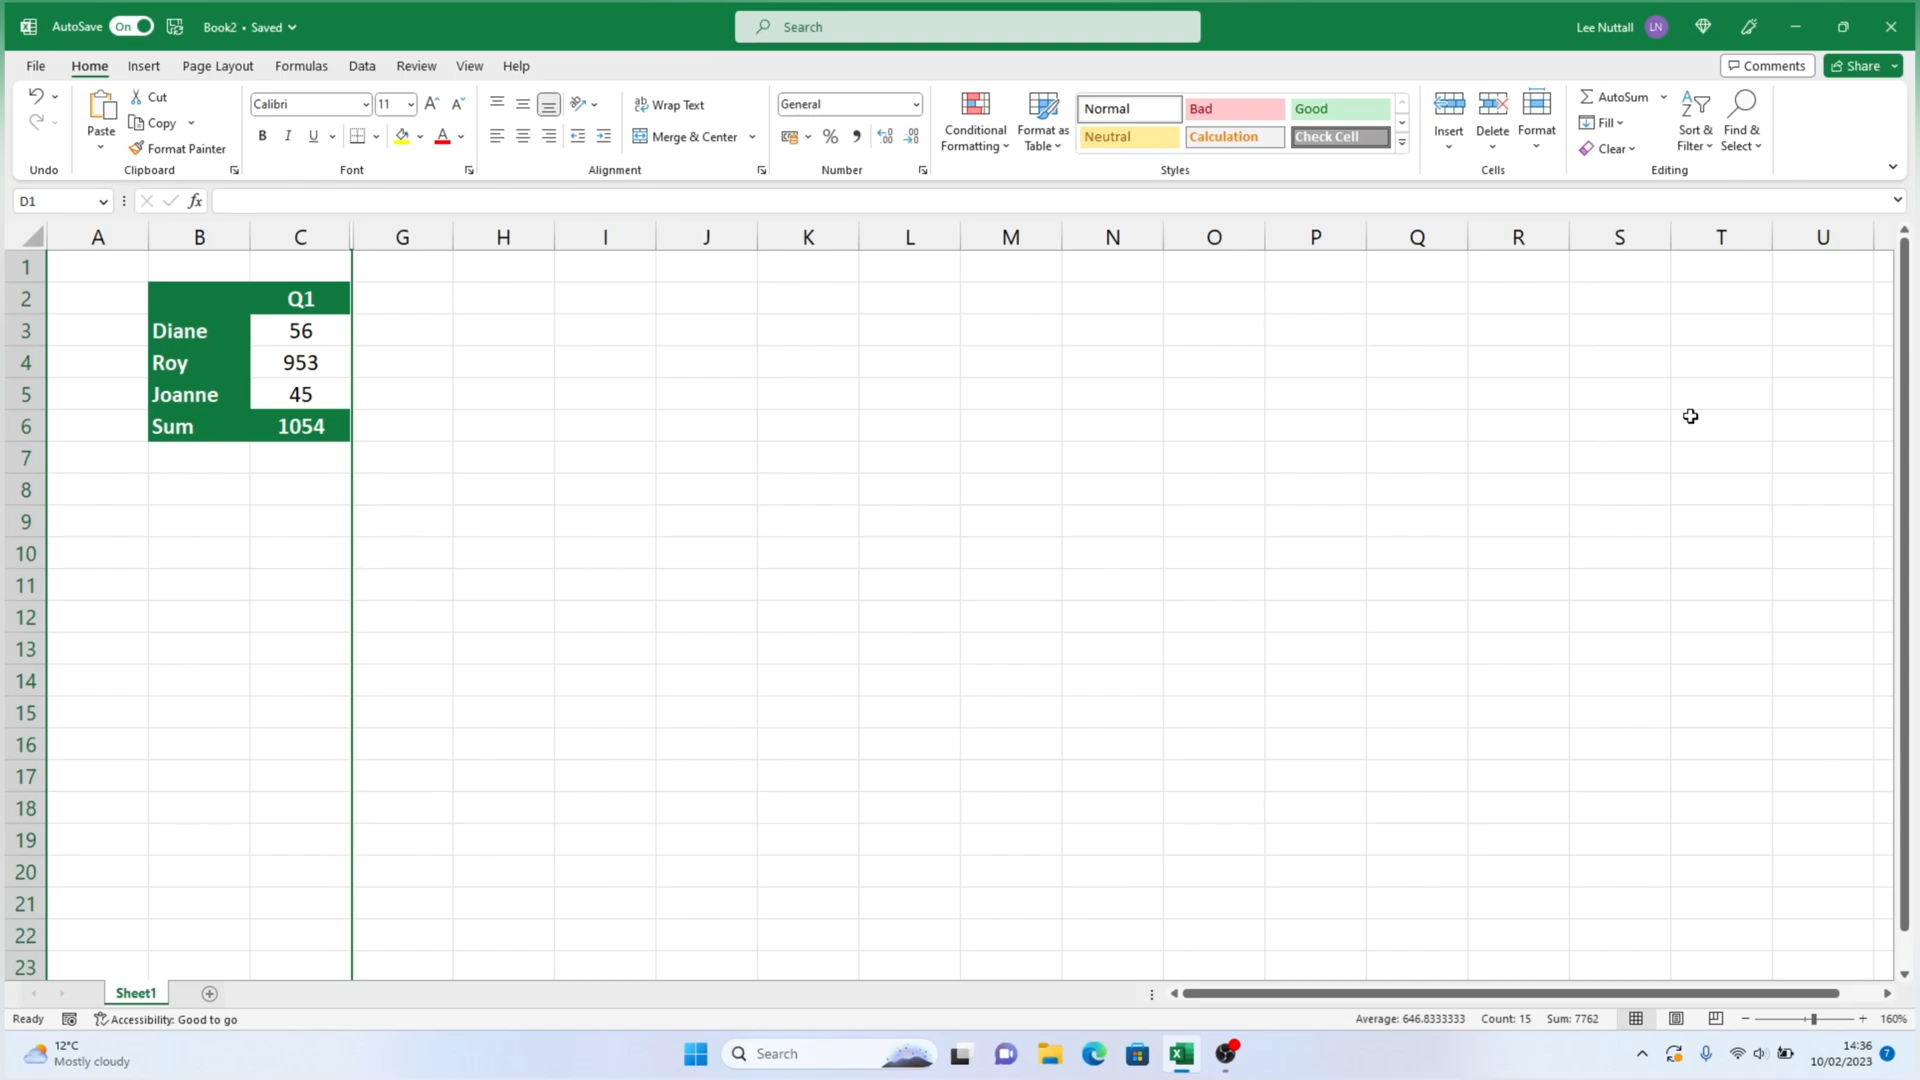 AutoSave On Book2 • Saved Search Lee Nuttall LN
File Home Insert Page Layout Formulas Data Review View Help Comments Share
Cut Calibri 11 Wrap Text General Normal Bad Good AutoSum
Paste Copy Conditional Formatting Format as Table Insert Delete Format Fill Sort & Filter Find & Select
Format Painter B I U A Merge & Center % Neutral Calculation Check Cell Clear
Undo Clipboard Font Alignment Number Styles Cells Editing
D1 fx
A B C G H I J K L M N O P Q R S T U
1
2 Q1
3 Diane 56
4 Roy 953
5 Joanne 45
6 Sum 1054
7
8
9
10
11
12
13
14
15
16
17
18
19
20
21
22
23
Sheet1
Ready Accessibility: Good to go Average: 646.8333333 Count: 15 Sum: 7762 160%
12°C Search 14:36
Mostly cloudy 10/02/2023 7